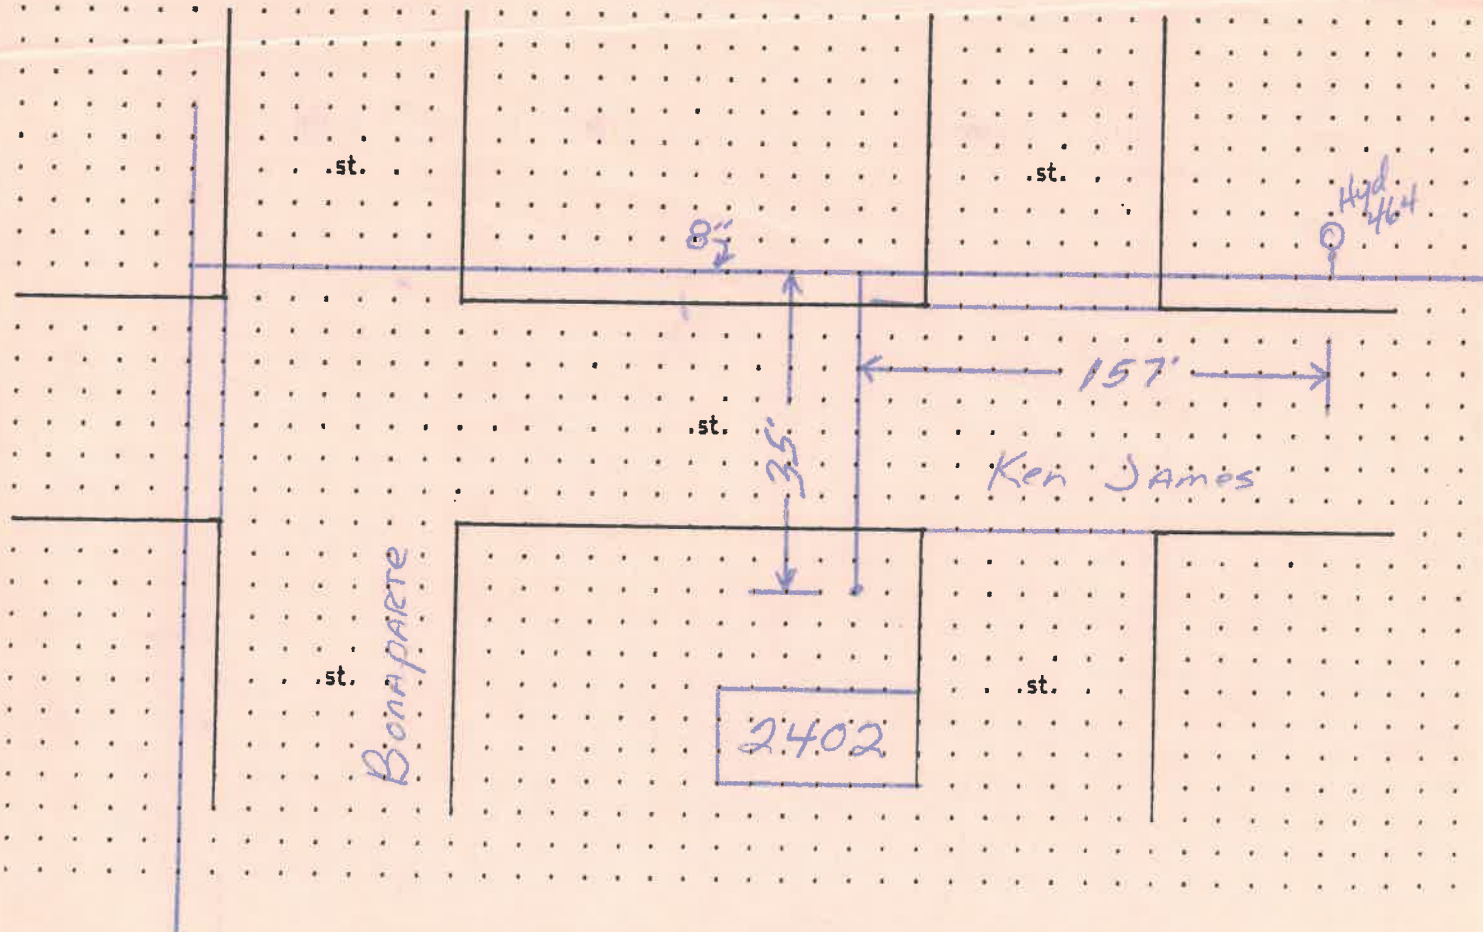 .st.
.st.
Hyd
464
8"
157'
.st.
35'
Ken James
Bonaparte
.st.
.st.
2402